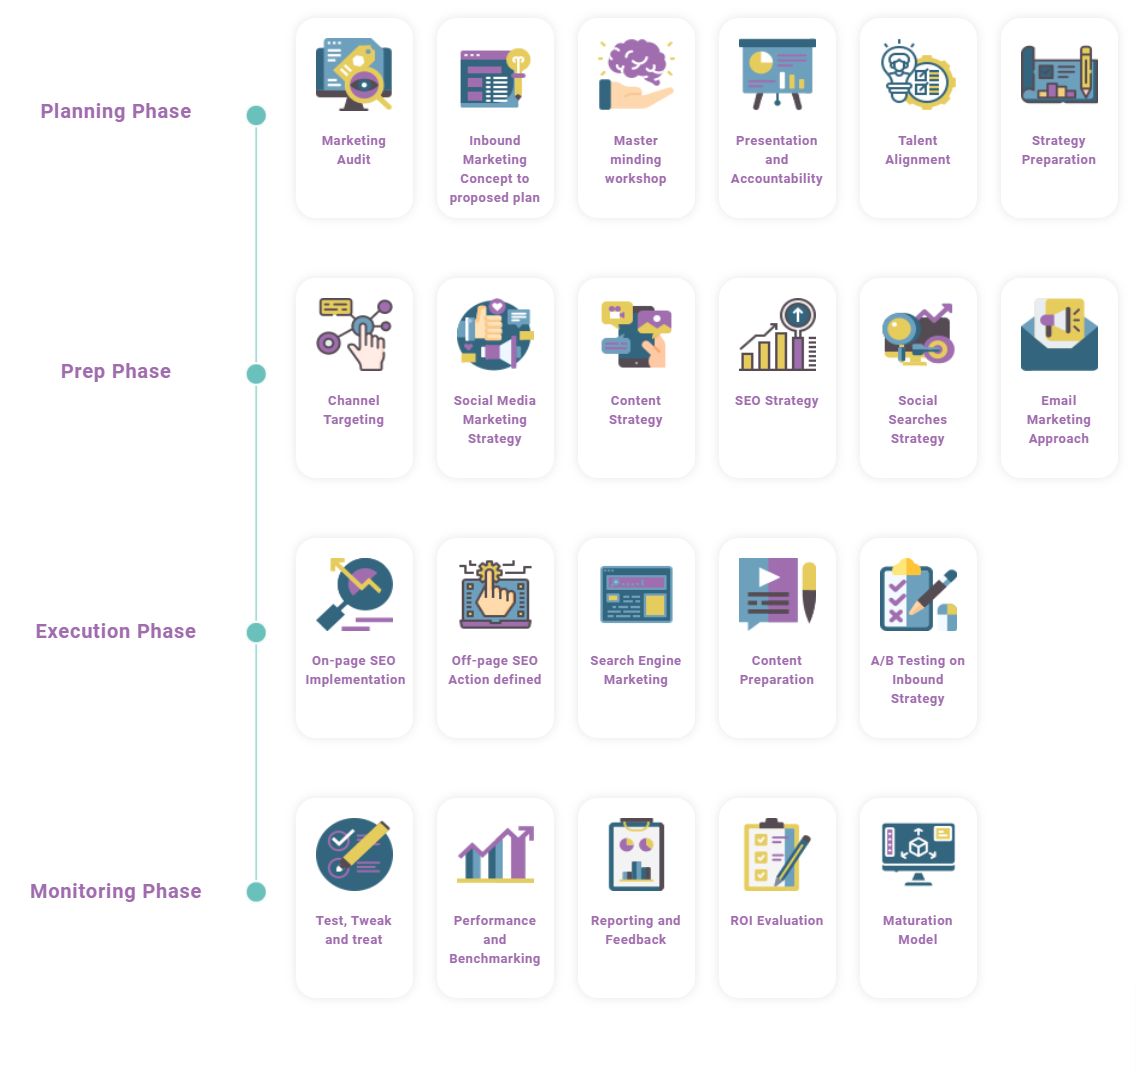 Planning Phase
Marketing
Audit
Inbound
Marketing
Concept to
proposed plan
Master
minding
workshop
Presentation
and
Accountability
Talent
Alignment
Strategy
Preparation
Prep Phase
Channel
Targeting
Social Media
Marketing
Strategy
Content
Strategy
SEO Strategy
Social
Searches
Strategy
Email
Marketing
Approach
Execution Phase
On-page SEO
Implementation
Off-page SEO
Action defined
Search Engine
Marketing
Content
Preparation
A/B Testing on
Inbound
Strategy
Monitoring Phase
Test, Tweak
and treat
Performance
and
Benchmarking
Reporting and
Feedback
ROI Evaluation
Maturation
Model